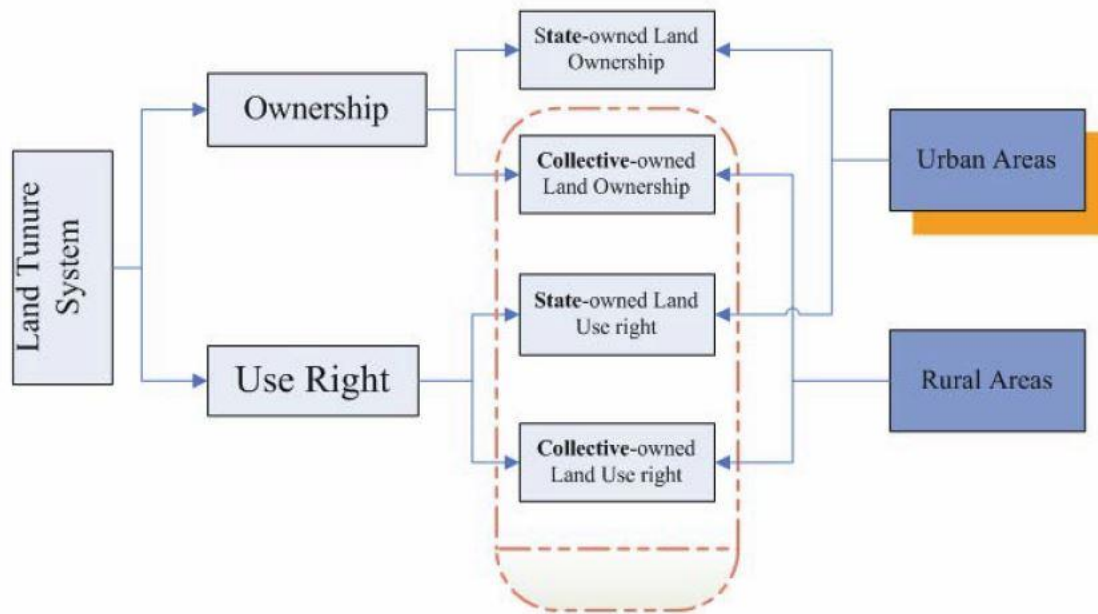 Land Tunure
System
Ownership
Use Right
State-owned Land
Ownership
Collective-owned
Land Ownership
State-owned Land
Use right
Collective-owned
Land Use right
Urban Areas
Rural Areas